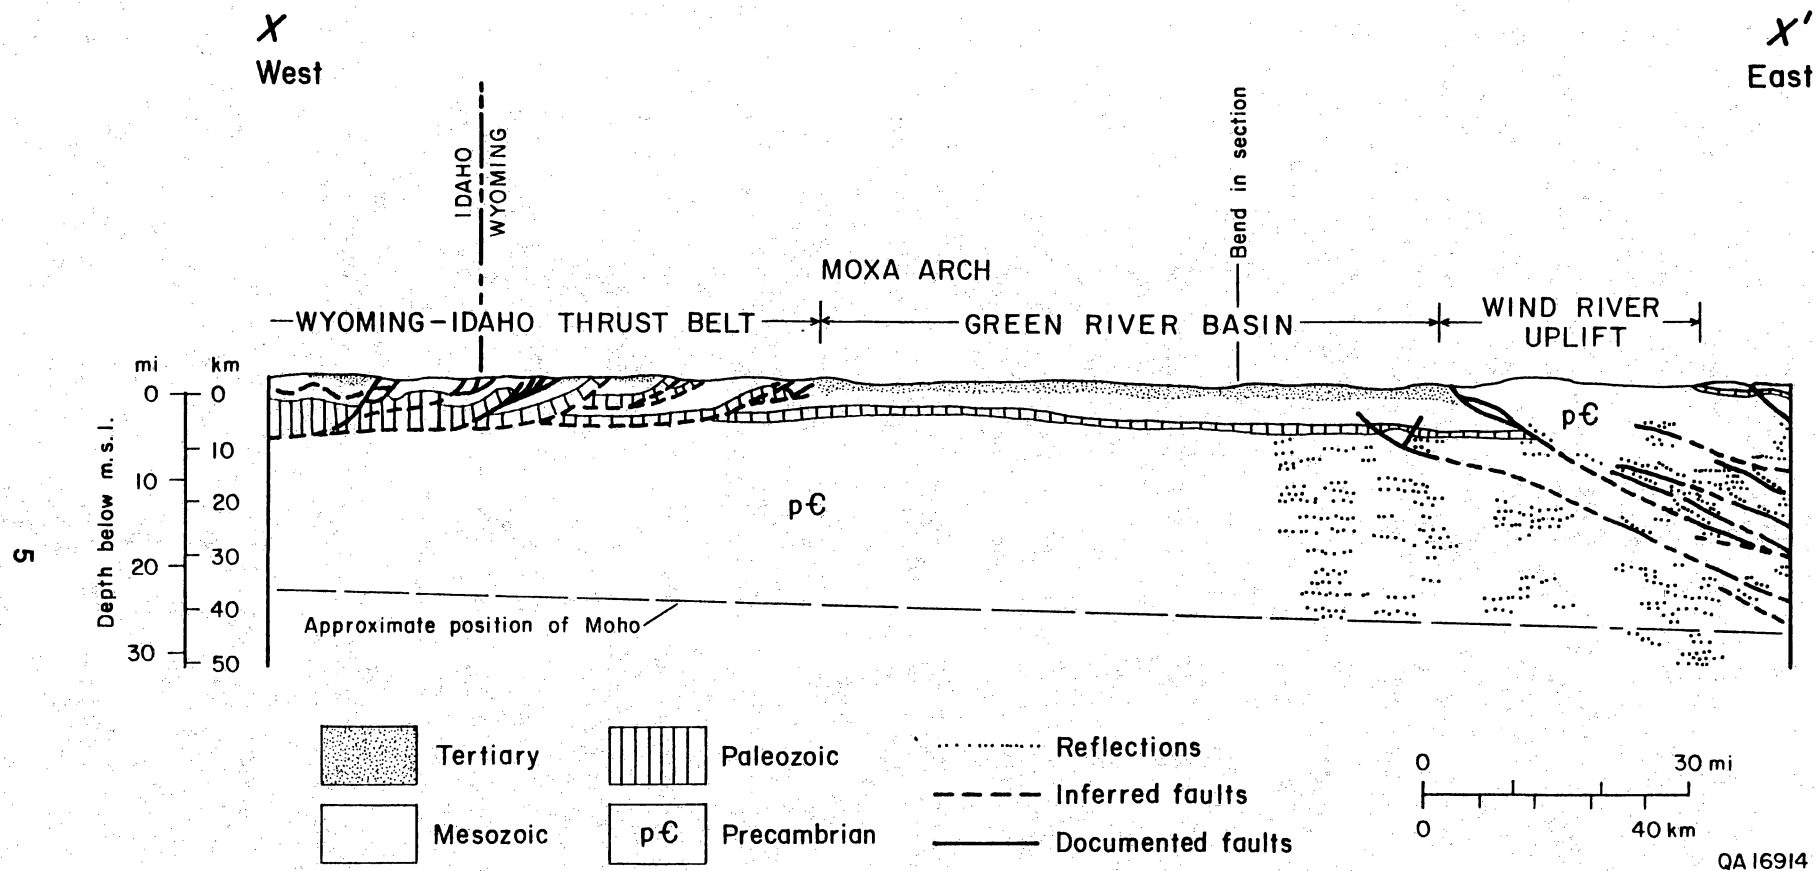 X
X'
West
East
IDAHO
WYOMING
Bend in section
MOXA ARCH
WYOMING-IDAHO THRUST BELT
GREEN RIVER BASIN
WIND RIVER
UPLIFT
mi
km
0
0
10
10
20
30
20
40
30
50
Depth below m.s.l.
p€
p€
Approximate position of Moho
5
Tertiary
Paleozoic
Reflections
Mesozoic
p€
Precambrian
Inferred faults
Documented faults
0
30 mi
0
40 km
QA16914